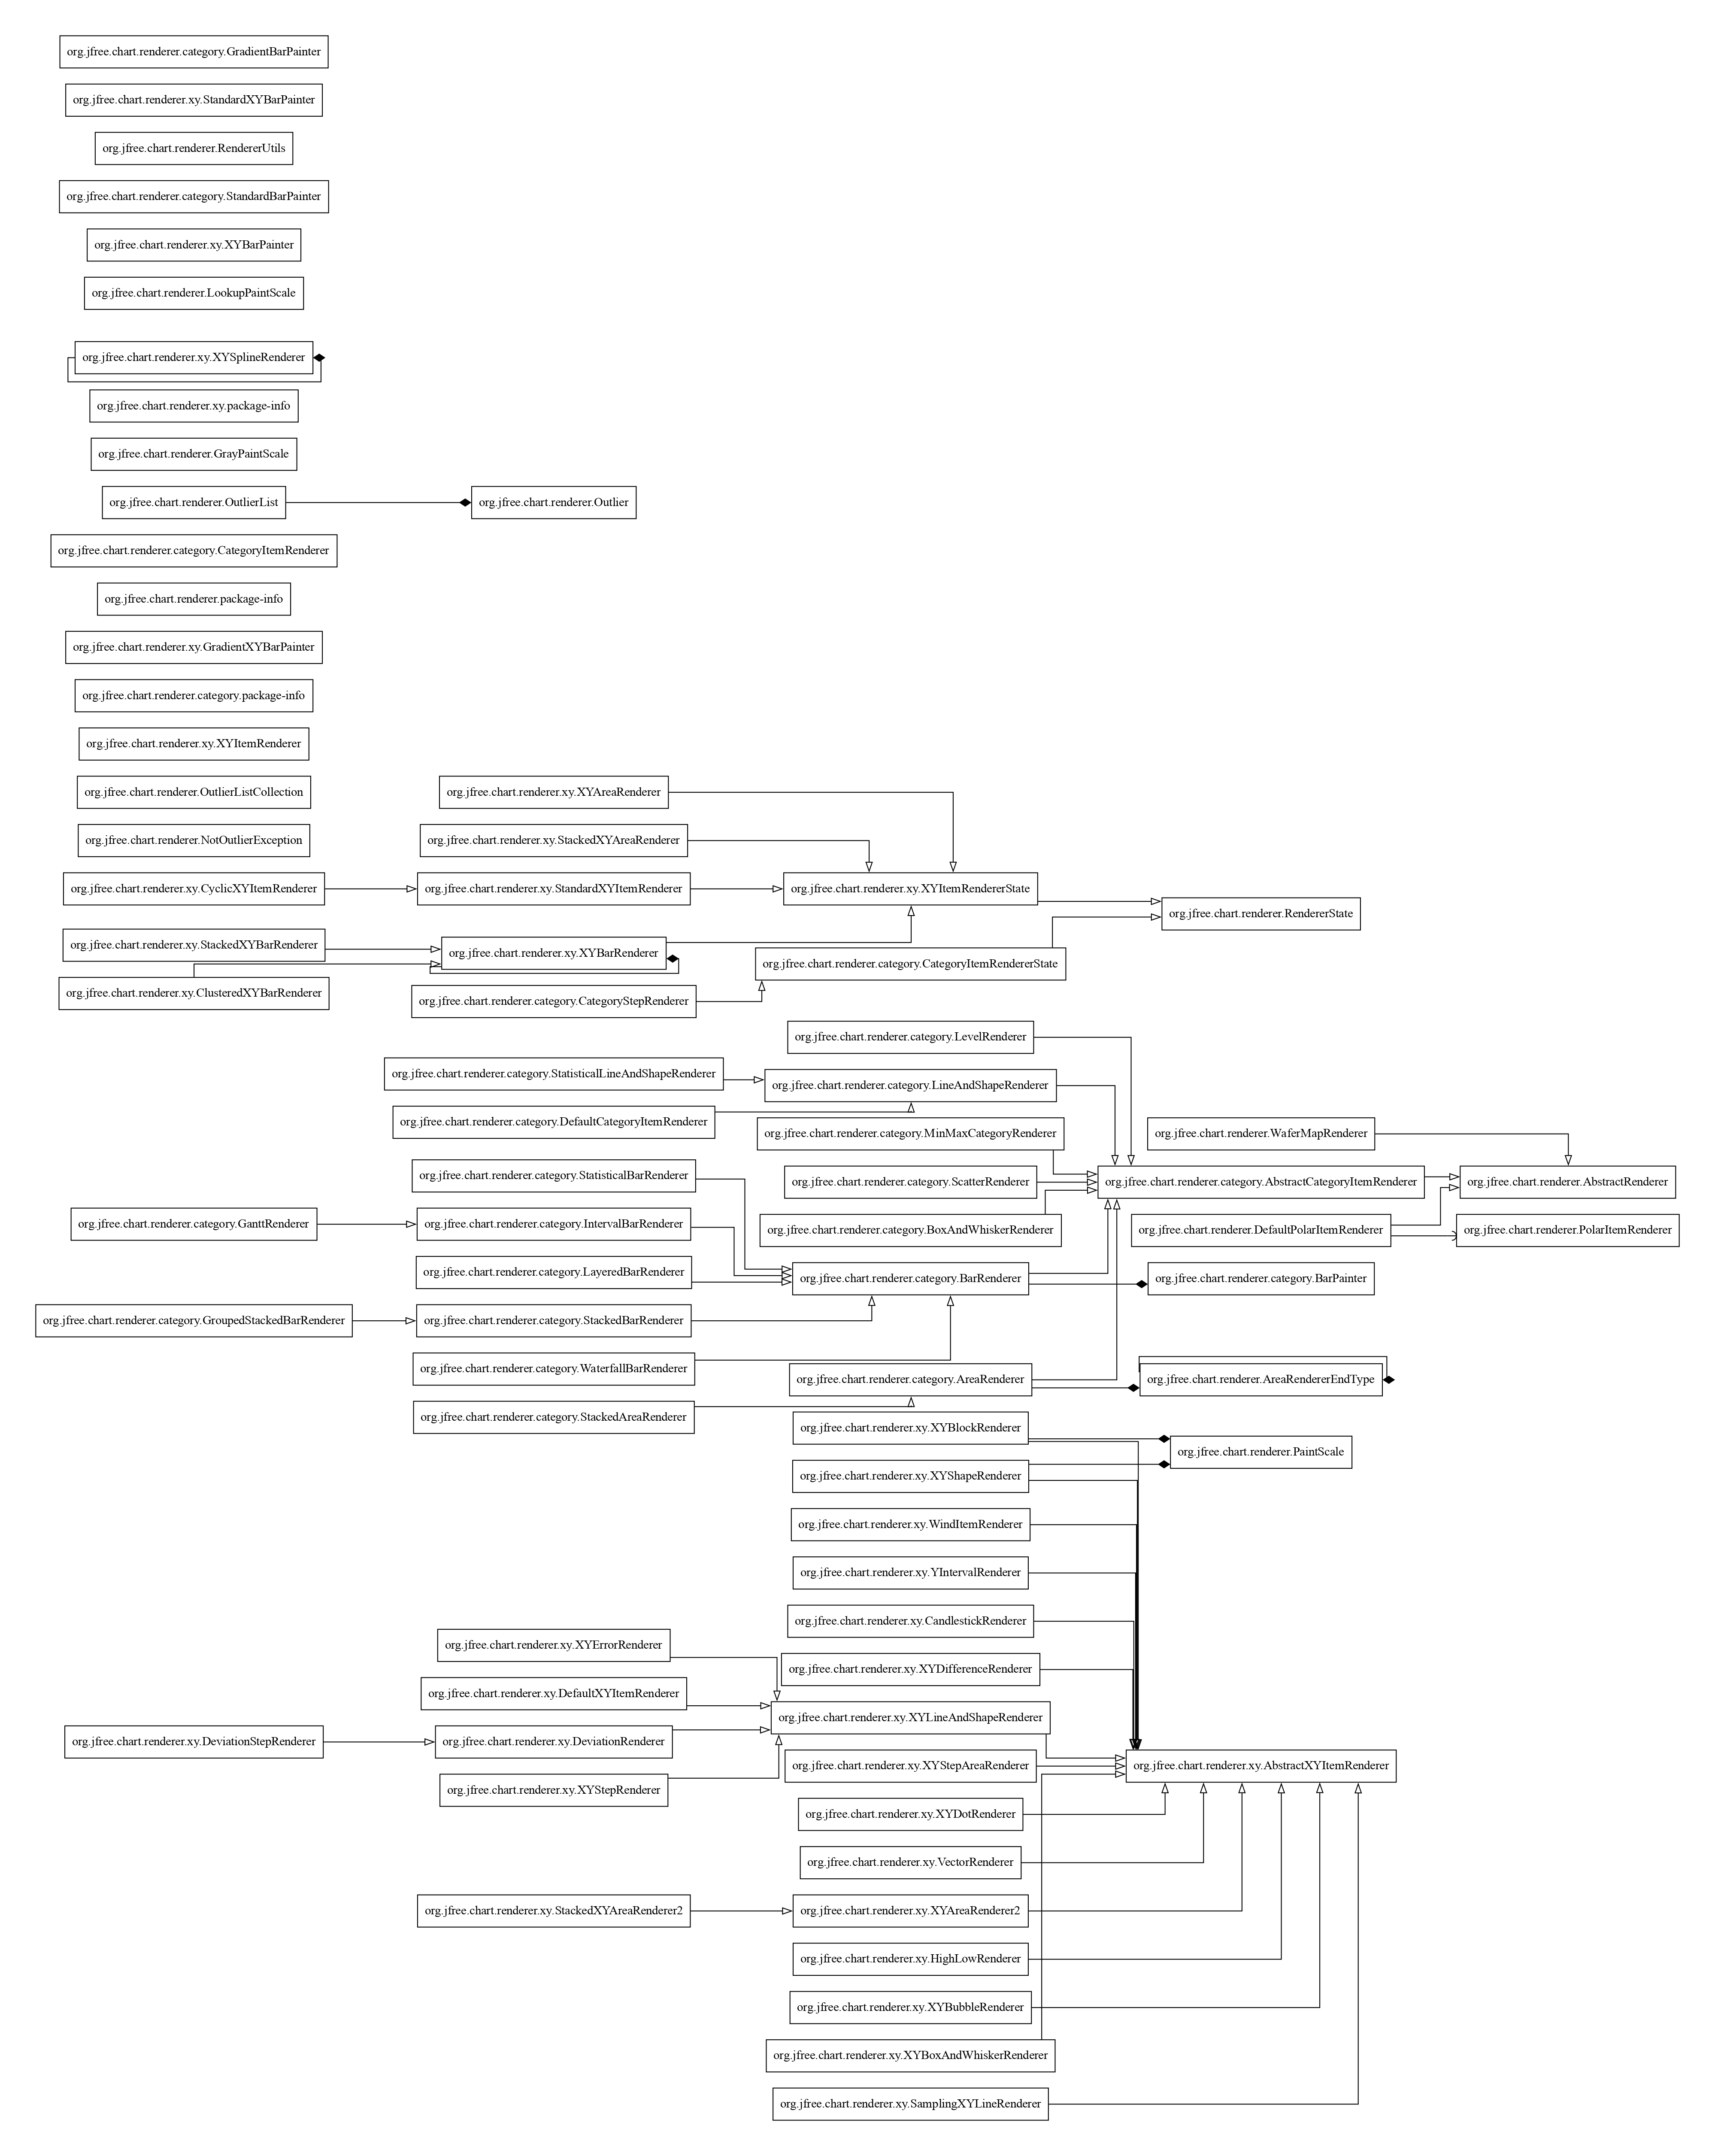 org.jfree.chart.renderer.category.GradientBarPainter
org.jfree.chart.renderer.xy.StandardXYBarPainter
org.jfree.chart.renderer.RendererUtils
org.jfree.chart.renderer.category.StandardBarPainter
org.jfree.chart.renderer.xy.XYBarPainter
org.jfree.chart.renderer.LookupPaintScale
org.jfree.chart.renderer.xy.XYSplineRenderer
org.jfree.chart.renderer.xy.package-info
org.jfree.chart.renderer.GrayPaintScale
org.jfree.chart.renderer.OutlierList
org.jfree.chart.renderer.Outlier
org.jfree.chart.renderer.category.CategoryItemRenderer
org.jfree.chart.renderer.package-info
org.jfree.chart.renderer.xy.GradientXYBarPainter
org.jfree.chart.renderer.category.package-info
org.jfree.chart.renderer.xy.XYItemRenderer
org.jfree.chart.renderer.OutlierListCollection
org.jfree.chart.renderer.xy.XYAreaRenderer
org.jfree.chart.renderer.NotOutlierException
org.jfree.chart.renderer.xy.StackedXYAreaRenderer
org.jfree.chart.renderer.xy.CyclicXYItemRenderer
org.jfree.chart.renderer.xy.StandardXYItemRenderer
org.jfree.chart.renderer.xy.XYItemRendererState
org.jfree.chart.renderer.RendererState
org.jfree.chart.renderer.xy.StackedXYBarRenderer
org.jfree.chart.renderer.xy.XYBarRenderer
org.jfree.chart.renderer.category.CategoryItemRendererState
org.jfree.chart.renderer.xy.ClusteredXYBarRenderer
org.jfree.chart.renderer.category.CategoryStepRenderer
org.jfree.chart.renderer.category.LevelRenderer
org.jfree.chart.renderer.category.StatisticalLineAndShapeRenderer
org.jfree.chart.renderer.category.LineAndShapeRenderer
org.jfree.chart.renderer.category.DefaultCategoryItemRenderer
org.jfree.chart.renderer.category.MinMaxCategoryRenderer
org.jfree.chart.renderer.WaferMapRenderer
org.jfree.chart.renderer.category.StatisticalBarRenderer
org.jfree.chart.renderer.category.ScatterRenderer
org.jfree.chart.renderer.category.AbstractCategoryItemRenderer
org.jfree.chart.renderer.AbstractRenderer
org.jfree.chart.renderer.category.GanttRenderer
org.jfree.chart.renderer.category.IntervalBarRenderer
org.jfree.chart.renderer.category.BoxAndWhiskerRenderer
org.jfree.chart.renderer.DefaultPolarItemRenderer
org.jfree.chart.renderer.PolarItemRenderer
org.jfree.chart.renderer.category.LayeredBarRenderer
org.jfree.chart.renderer.category.BarRenderer
org.jfree.chart.renderer.category.BarPainter
org.jfree.chart.renderer.category.GroupedStackedBarRenderer
org.jfree.chart.renderer.category.StackedBarRenderer
org.jfree.chart.renderer.category.WaterfallBarRenderer
org.jfree.chart.renderer.category.AreaRenderer
org.jfree.chart.renderer.AreaRendererEndType
org.jfree.chart.renderer.category.StackedAreaRenderer
org.jfree.chart.renderer.xy.XYBlockRenderer
org.jfree.chart.renderer.PaintScale
org.jfree.chart.renderer.xy.XYShapeRenderer
org.jfree.chart.renderer.xy.WindItemRenderer
org.jfree.chart.renderer.xy.YIntervalRenderer
org.jfree.chart.renderer.xy.CandlestickRenderer
org.jfree.chart.renderer.xy.XYErrorRenderer
org.jfree.chart.renderer.xy.XYDifferenceRenderer
org.jfree.chart.renderer.xy.DefaultXYItemRenderer
org.jfree.chart.renderer.xy.XYLineAndShapeRenderer
org.jfree.chart.renderer.xy.DeviationStepRenderer
org.jfree.chart.renderer.xy.DeviationRenderer
org.jfree.chart.renderer.xy.XYStepAreaRenderer
org.jfree.chart.renderer.xy.AbstractXYItemRenderer
org.jfree.chart.renderer.xy.XYStepRenderer
org.jfree.chart.renderer.xy.XYDotRenderer
org.jfree.chart.renderer.xy.VectorRenderer
org.jfree.chart.renderer.xy.StackedXYAreaRenderer2
org.jfree.chart.renderer.xy.XYAreaRenderer2
org.jfree.chart.renderer.xy.HighLowRenderer
org.jfree.chart.renderer.xy.XYBubbleRenderer
org.jfree.chart.renderer.xy.XYBoxAndWhiskerRenderer
org.jfree.chart.renderer.xy.SamplingXYLineRenderer